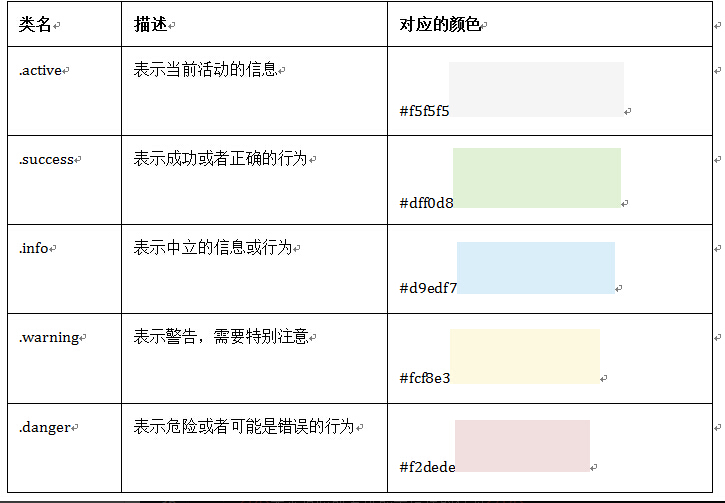 类名 描述 对应的颜色
.active 表示当前活动的信息
#f5f5f5
.success 表示成功或者正确的行为
#dff0d8
.info 表示中立的信息或行为
#d9edf7
.warning 表示警告，需要特别注意
#fcf8e3
.danger 表示危险或者可能是错误的行为
#f2dede